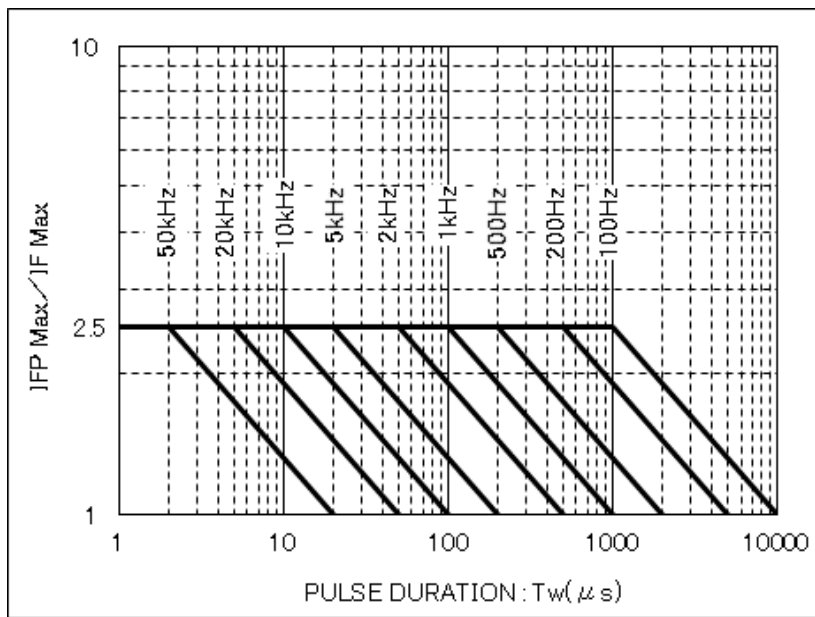 10
2.5
1
IFP Max／IF Max
50kHz
20kHz
10kHz
5kHz
2kHz
1kHz
500Hz
200Hz
100Hz
1
10
100
1000
10000
PULSE DURATION : Tw(μs)